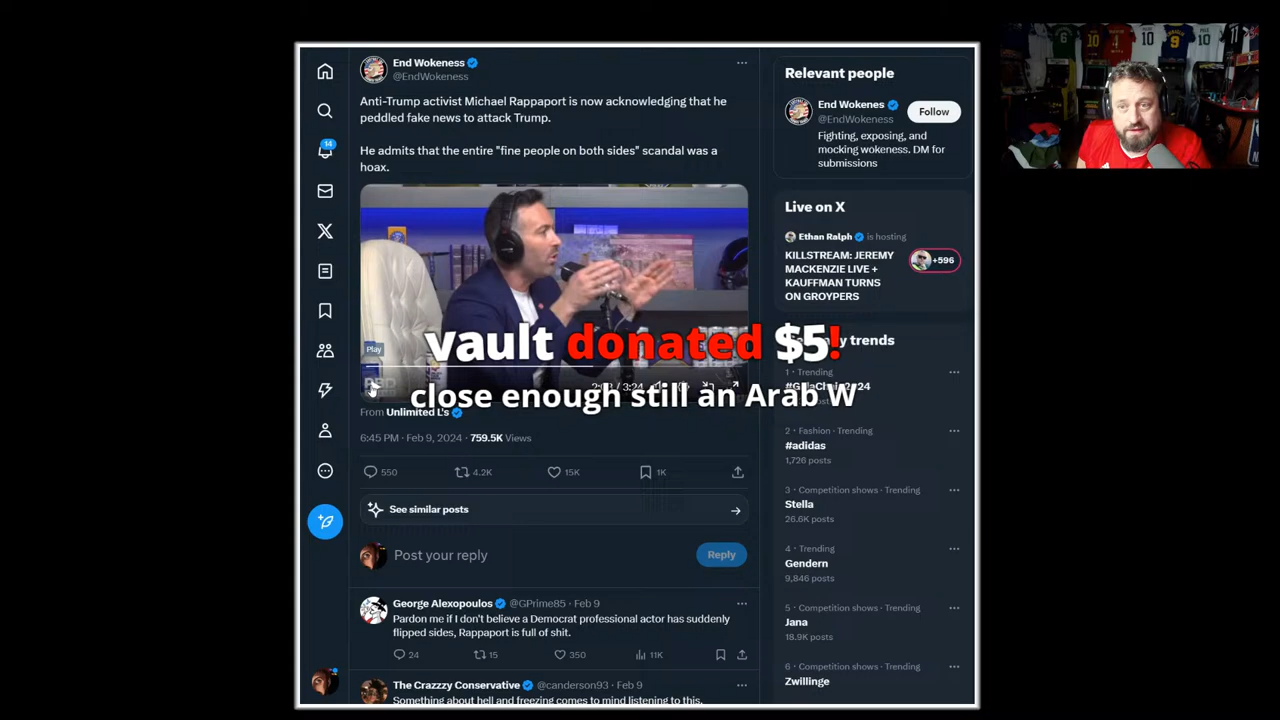 End Wokeness
@EndWokeness
Anti-Trump activist Michael Rappaport is now acknowledging that he
peddled fake news to attack Trump.
He admits that the entire "fine people on both sides" scandal was a
hoax.
Play
vault donated $5!
close enough still an Arab W
From Unlimited L's
6:45 PM · Feb 9, 2024 · 759.5K Views
550
4.2K
15K
1K
See similar posts
Post your reply
Reply
George Alexopoulos @GPrime85 · Feb 9
Pardon me if I don't believe a Democrat professional actor has suddenly
flipped sides, Rappaport is full of shit.
24
15
350
11K
The Crazzzy Conservative @canderson93 · Feb 9
Something about hell and freezing comes to mind listening to this.
14
Relevant people
End Wokenes
@EndWokeness
Follow
Fighting, exposing, and
mocking wokeness. DM for
submissions
Live on X
Ethan Ralph is hosting
KILLSTREAM: JEREMY
MACKENZIE LIVE +
KAUFFMAN TURNS
ON GROYPERS
+596
trends
1 · Trending
2 · Fashion · Trending
#adidas
1,726 posts
3 · Competition shows · Trending
Stella
26.6K posts
4 · Trending
Gendern
9,846 posts
5 · Competition shows · Trending
Jana
18.9K posts
6 · Competition shows · Trending
Zwillinge